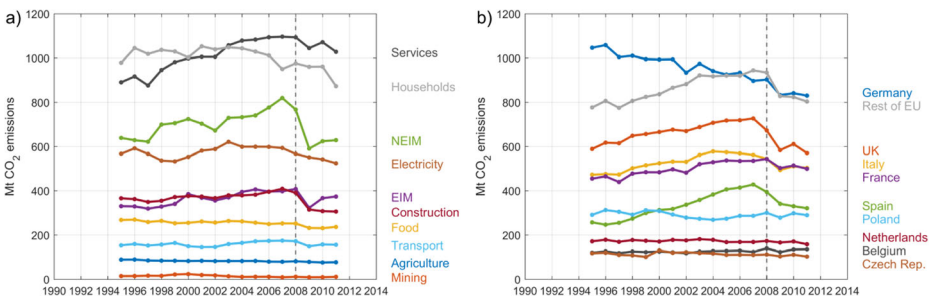 a)
Mt CO2 emissions
1200
1000
800
600
400
200
0
1990 1992 1994 1996 1998 2000 2002 2004 2006 2008 2010 2012 2014
Services
Households
NEIM
Electricity
EIM
Construction
Food
Transport
Agriculture
Mining
b)
Mt CO2 emissions
1200
1000
800
600
400
200
0
1990 1992 1994 1996 1998 2000 2002 2004 2006 2008 2010 2012 2014
Germany
Rest of EU
UK
Italy
France
Spain
Poland
Netherlands
Belgium
Czech Rep.